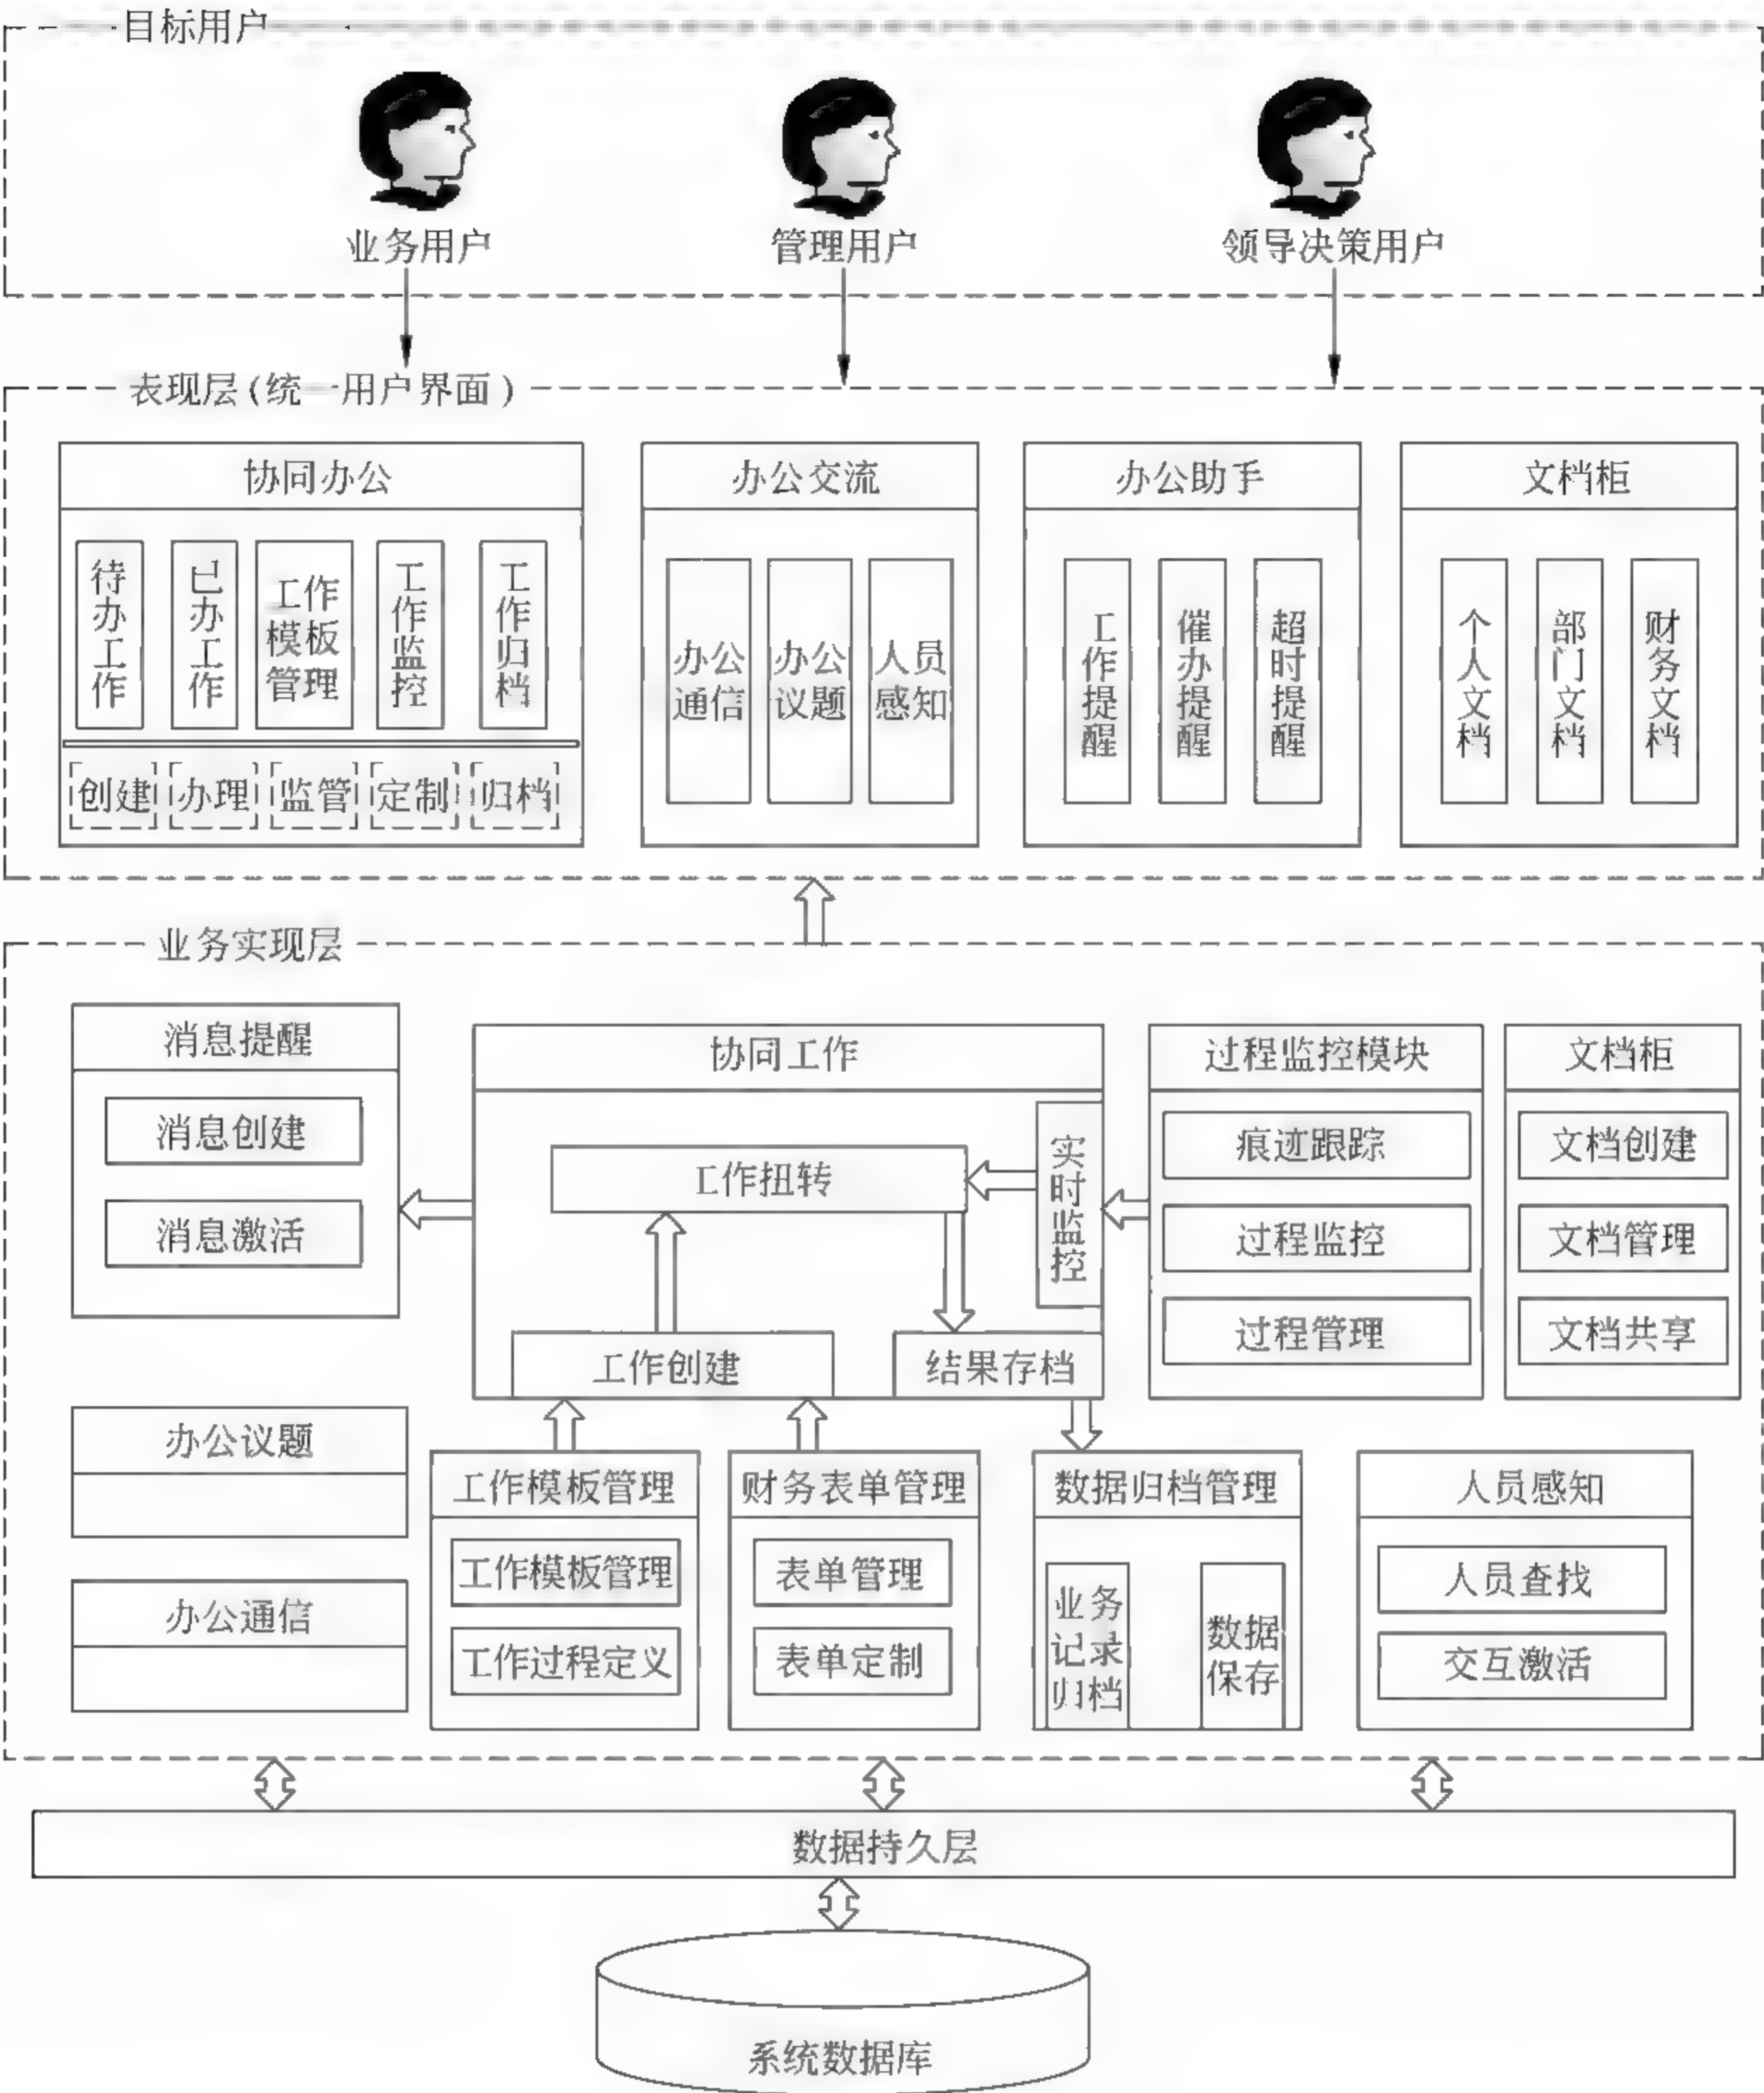 目标用户
业务用户
管理用户
领导决策用户
表现层(统一用户界面)
协同办公
待办工作
已办工作
工作
模板
管理
工作监控
工作归档
创建
办理
监管
定制
归档
办公交流
办公
通信
办公
议题
人员
感知
办公助手
工作提醒
催办提醒
超时提醒
文档柜
个人文档
部门文档
财务文档
业务实现层
消息提醒
消息创建
消息激活
协同工作
工作扭转
实时监控
工作创建
结果存档
过程监控模块
痕迹跟踪
过程监控
过程管理
文档柜
文档创建
文档管理
文档共享
办公议题
办公通信
工作模板管理
工作模板管理
工作过程定义
财务表单管理
表单管理
表单定制
数据归档管理
业务
记录
归档
数据
保存
人员感知
人员查找
交互激活
数据持久层
系统数据库